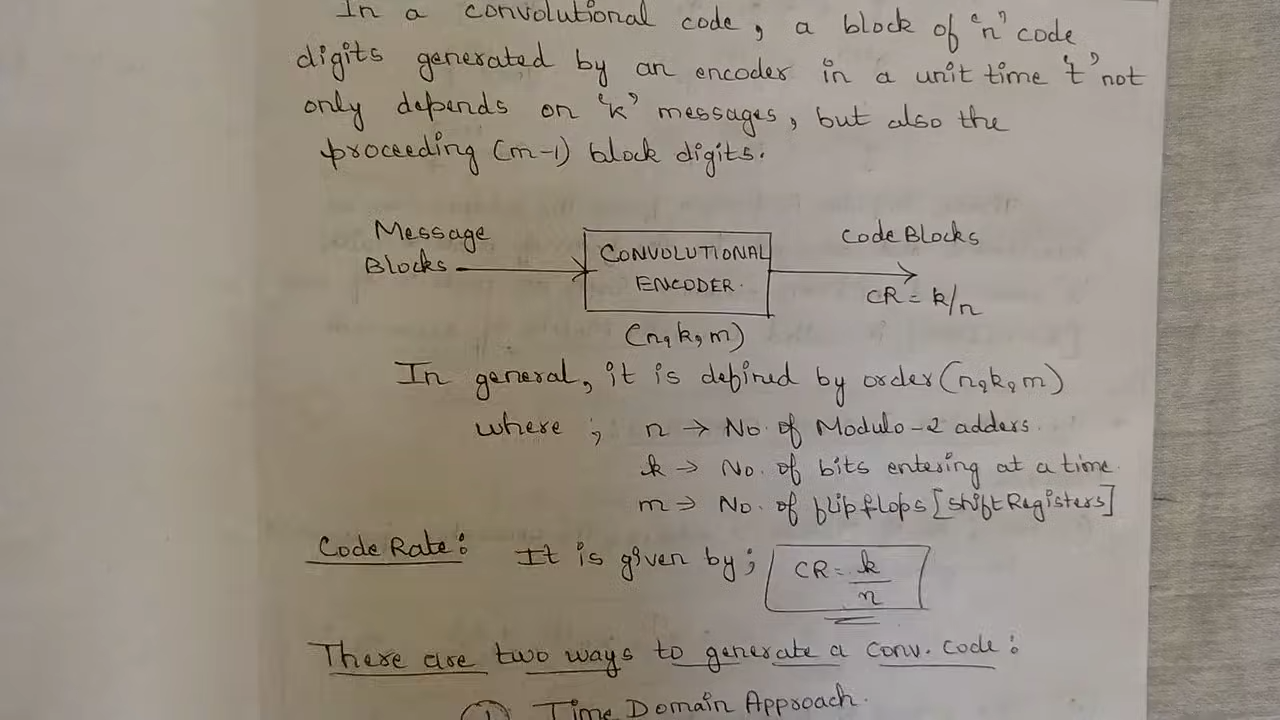 In a convolutional code, a block of 'n' code
digits generated by an encoder in a unit time 't' not
only depends on 'k' messages, but also the
proceeding (m-1) block digits.
Message
Blocks
CONVOLUTIONAL
ENCODER.
Code Blocks
CR = k/n
(n, k, m)
In general, it is defined by order (n, k, m)
where ; n → No. of Modulo-2 adders.
k → No. of bits entering at a time.
m → No. of flipflops [Shift Registers]
Code Rate: It is given by; CR = k/n
There are two ways to generate a conv. code:
① Time Domain Approach.